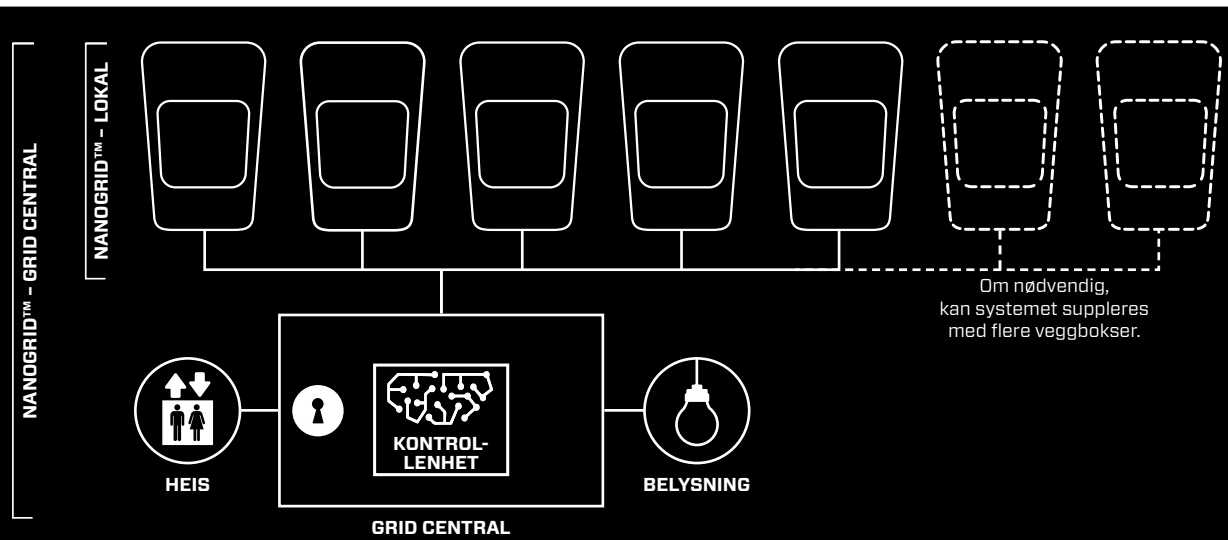 NANOGRID™ – GRID CENTRAL
NANOGRID™ – LOKAL
Om nødvendig,
kan systemet suppleres
med flere veggbokser.
KONTROL-
LENHET
HEIS
BELYSNING
GRID CENTRAL